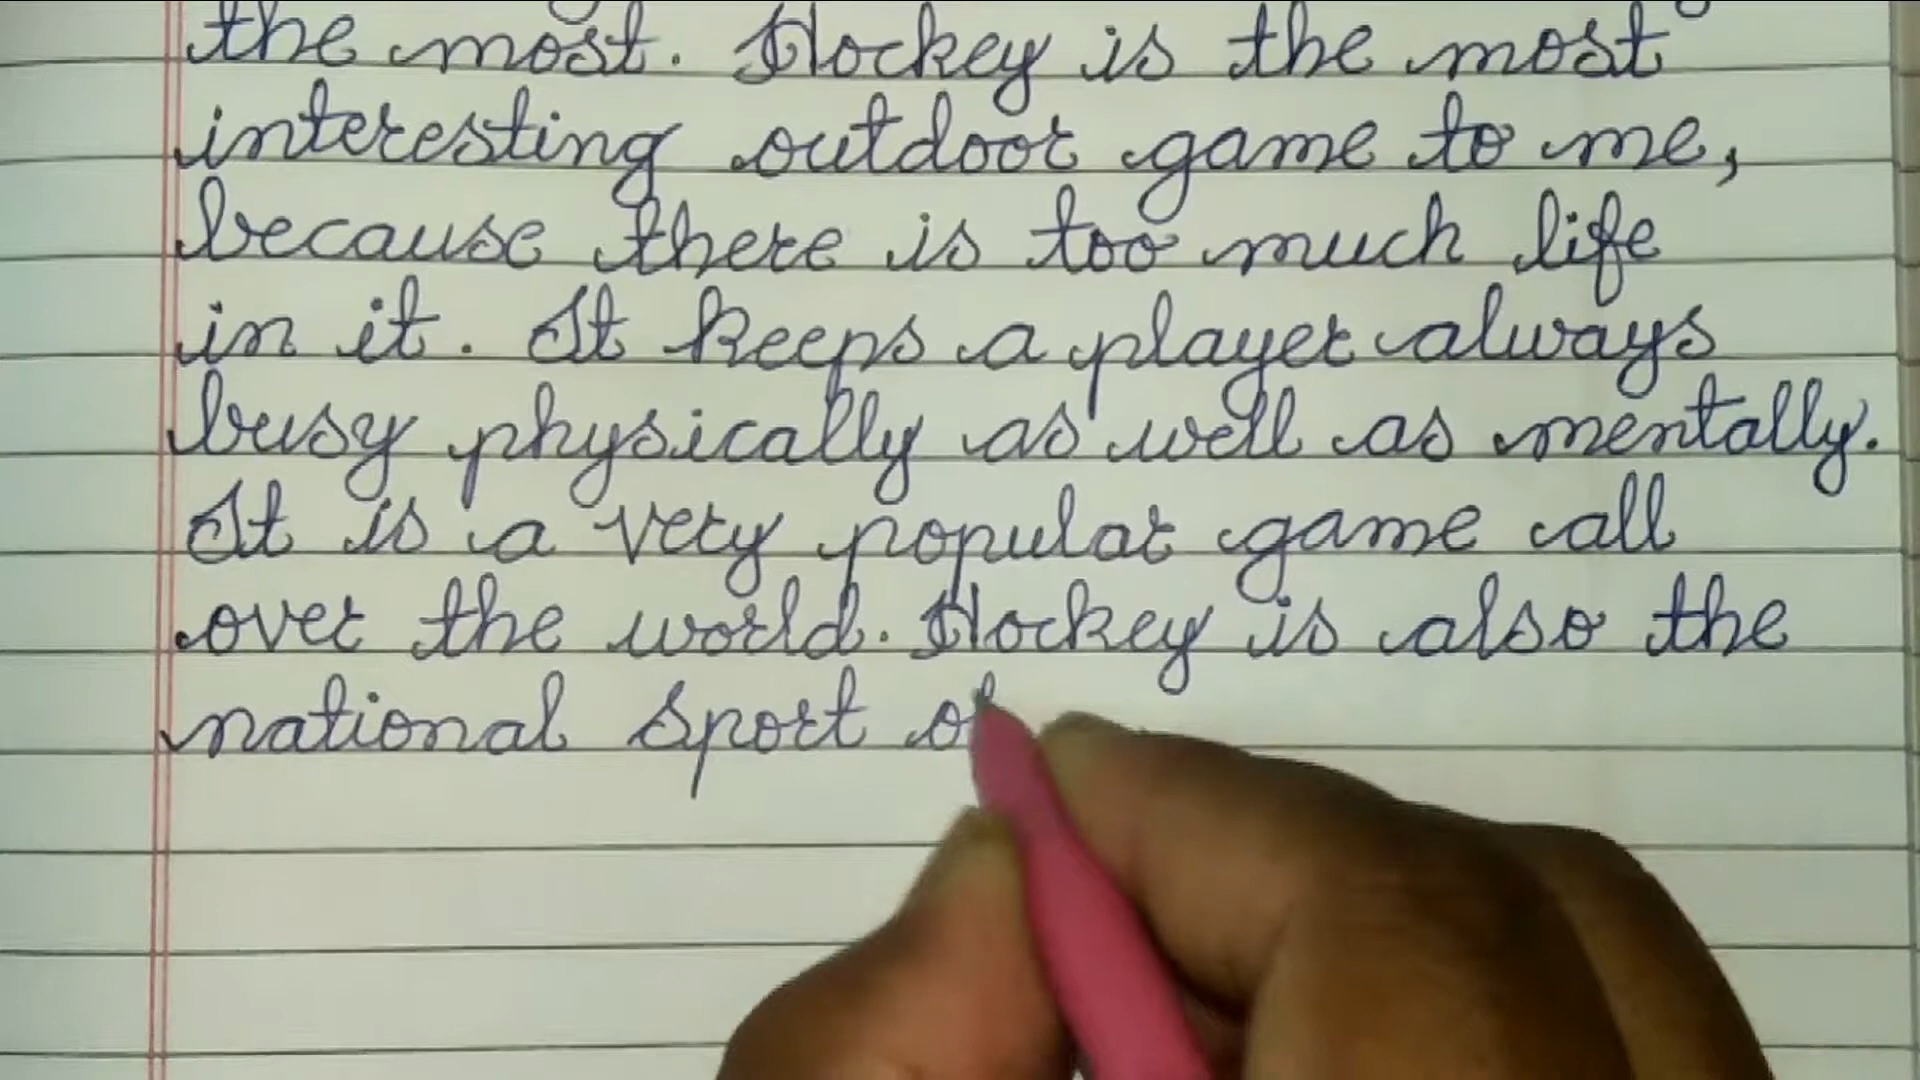 the most. Hockey is the most
interesting outdoor game to me,
because there is too much life
in it. It keeps a player always
busy physically as well as mentally.
It is a very popular game all
over the world. Hockey is also the
national sport